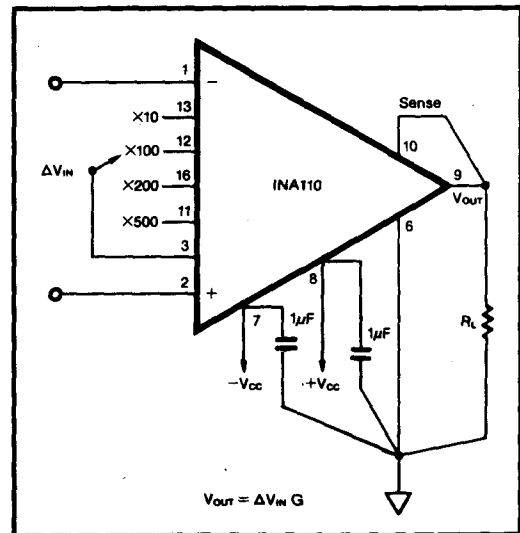 1
−
13
×10
Sense
12
×100
10
ΔVIN
16
×200
INA110
9
VOUT
11
×500
6
3
2
+
8
7
1μF
1μF
RL
−VCC
+VCC
VOUT = ΔVIN G